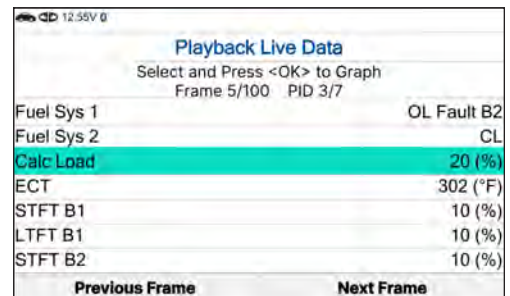 12.55V
Playback Live Data
Select and Press <OK> to Graph
Frame 5/100 PID 3/7
Fuel Sys 1 OL Fault B2
Fuel Sys 2 CL
Calc Load 20 (%)
ECT 302 (°F)
STFT B1 10 (%)
LTFT B1 10 (%)
STFT B2 10 (%)
Previous Frame Next Frame